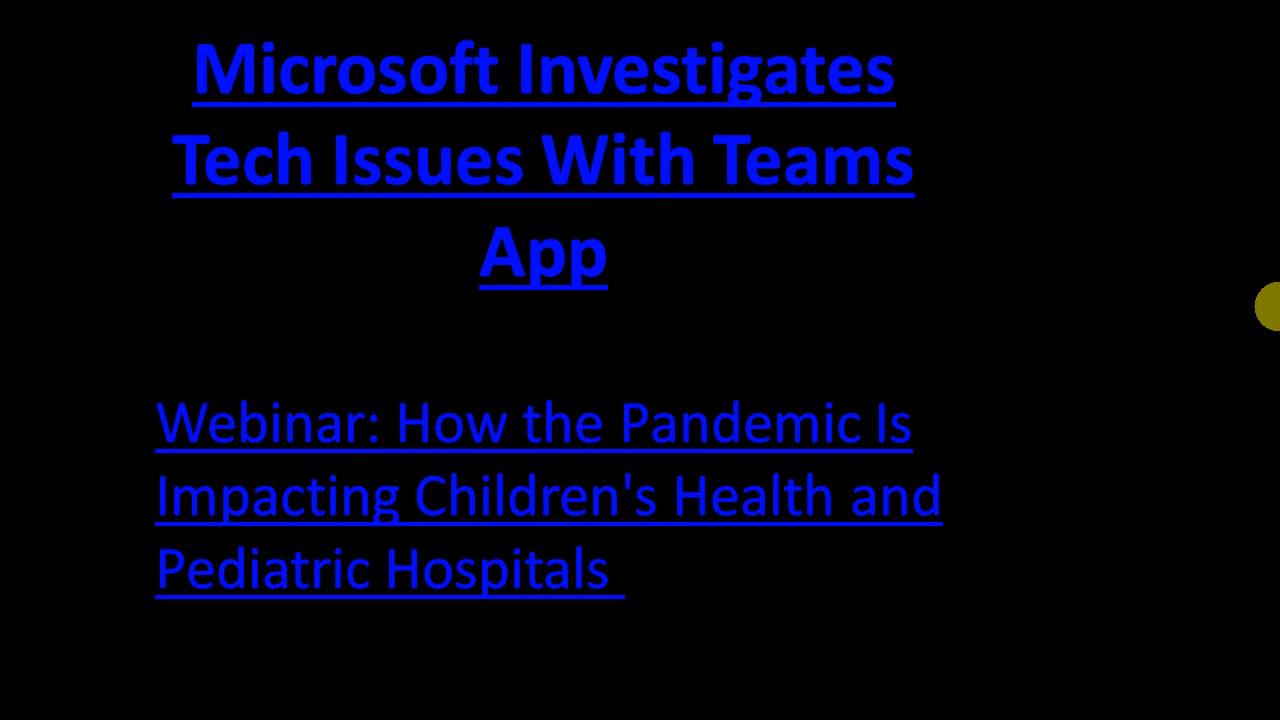 Microsoft Investigates
Tech Issues With Teams
App
Webinar: How the Pandemic Is
Impacting Children's Health and
Pediatric Hospitals